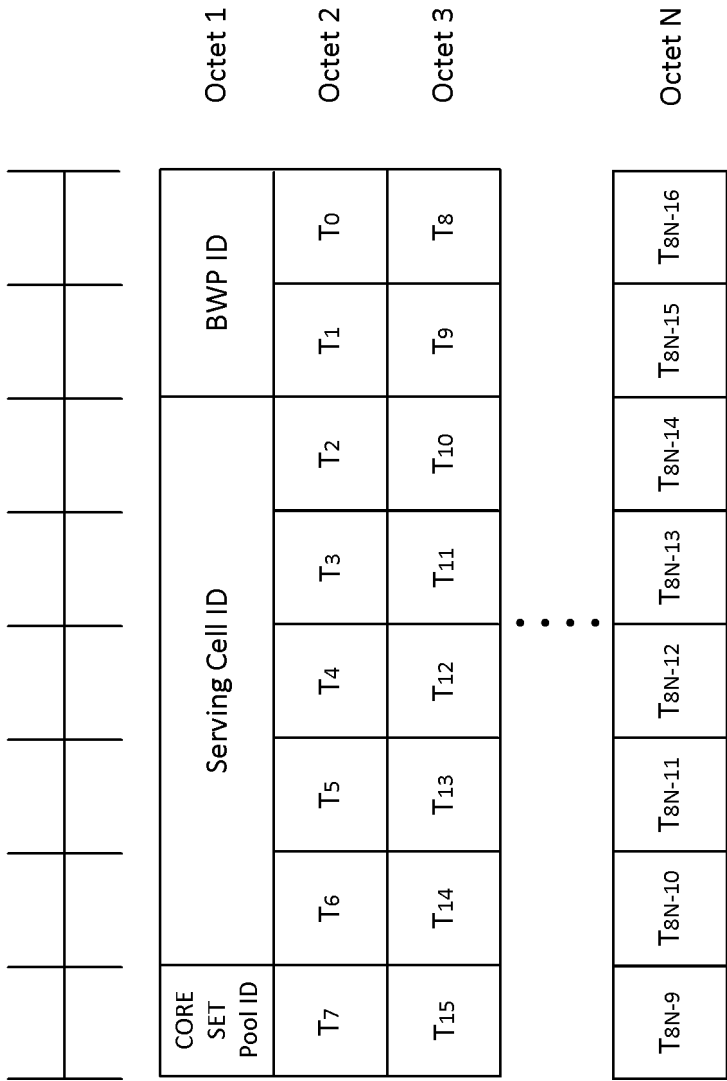 CORE
SET
Pool ID
Serving Cell ID
BWP ID
Octet 1
T7
T6
T5
T4
T3
T2
T1
T0
Octet 2
T15
T14
T13
T12
T11
T10
T9
T8
Octet 3
T8N-9
T8N-10
T8N-11
T8N-12
T8N-13
T8N-14
T8N-15
T8N-16
Octet N